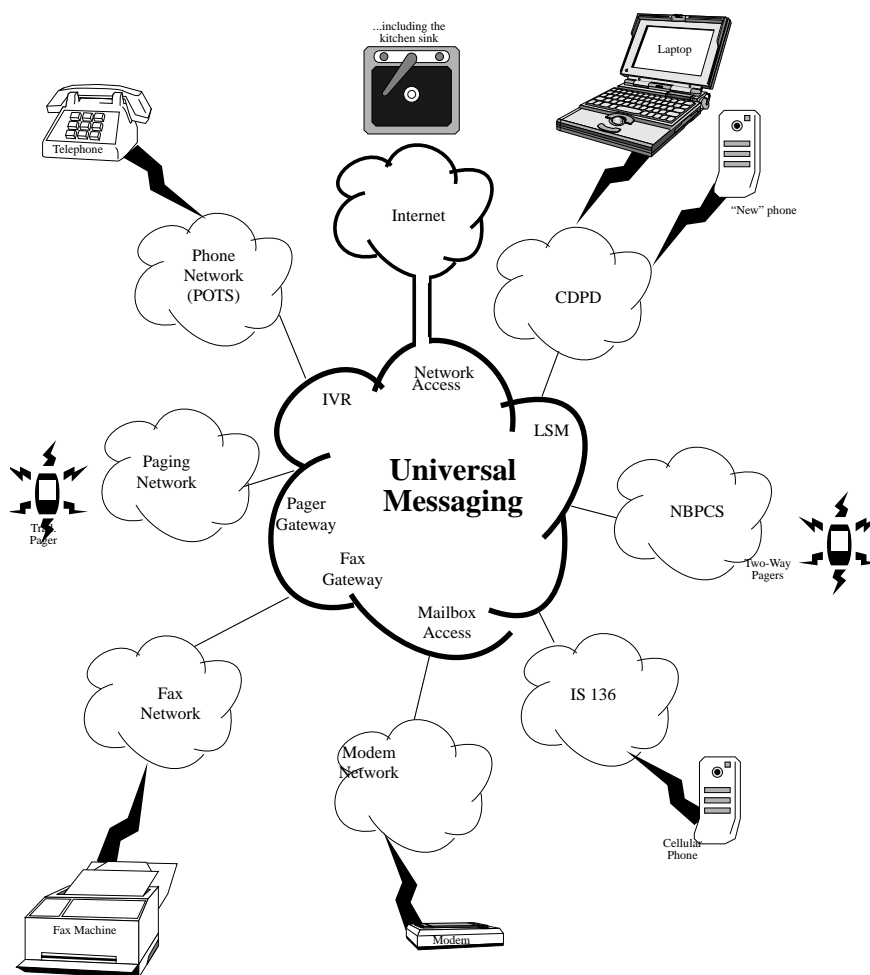 ...including the
kitchen sink
Laptop
Telephone
"New" phone
Internet
Phone
Network
(POTS)
CDPD
Network
Access
IVR
LSM
Paging
Network
Universal
Messaging
Pager
Gateway
NBPCS
Trad.
Pager
Two-Way
Pagers
Fax
Gateway
Mailbox
Access
Fax
Network
IS 136
Modem
Network
Cellular
Phone
Fax Machine
Modem